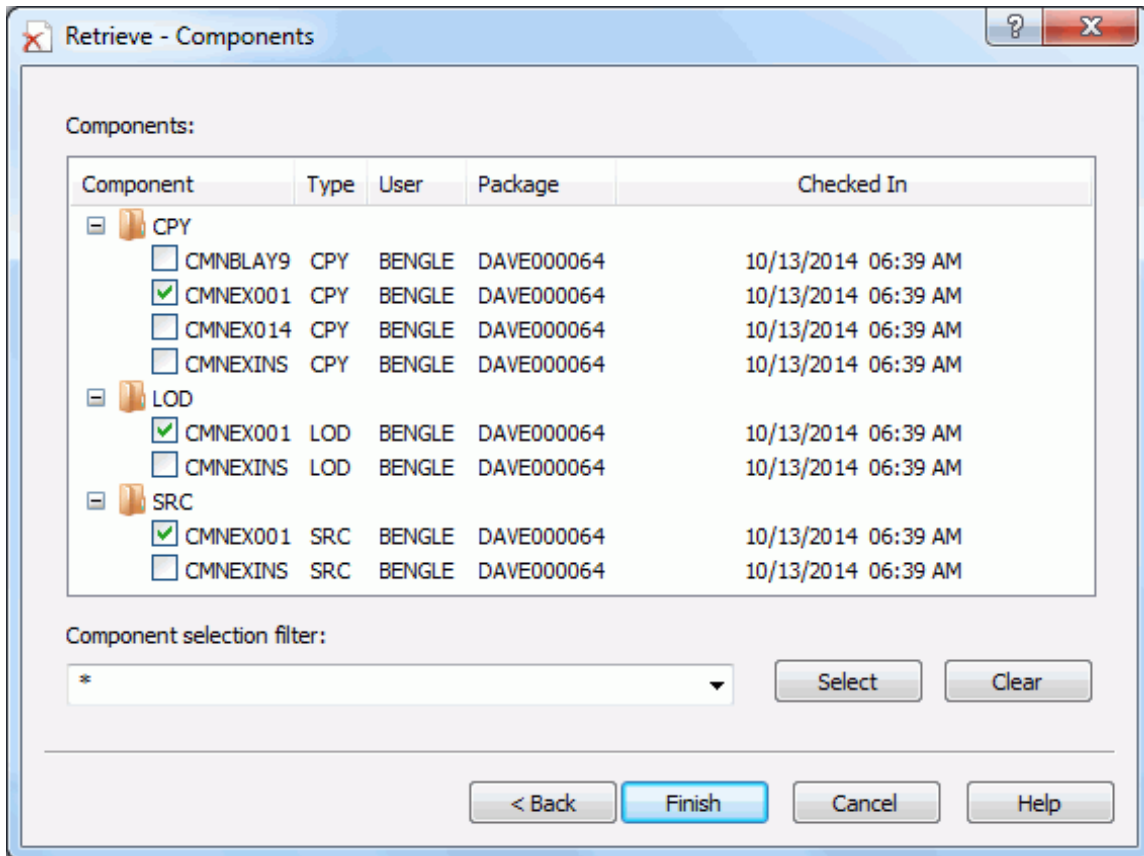 Retrieve - Components
Components:
Component Type User Package Checked In
CPY
CMNBLAY9 CPY BENGLE DAVE000064 10/13/2014 06:39 AM
CMNEX001 CPY BENGLE DAVE000064 10/13/2014 06:39 AM
CMNEX014 CPY BENGLE DAVE000064 10/13/2014 06:39 AM
CMNEXINS CPY BENGLE DAVE000064 10/13/2014 06:39 AM
LOD
CMNEX001 LOD BENGLE DAVE000064 10/13/2014 06:39 AM
CMNEXINS LOD BENGLE DAVE000064 10/13/2014 06:39 AM
SRC
CMNEX001 SRC BENGLE DAVE000064 10/13/2014 06:39 AM
CMNEXINS SRC BENGLE DAVE000064 10/13/2014 06:39 AM
Component selection filter:
* Select Clear
< Back Finish Cancel Help